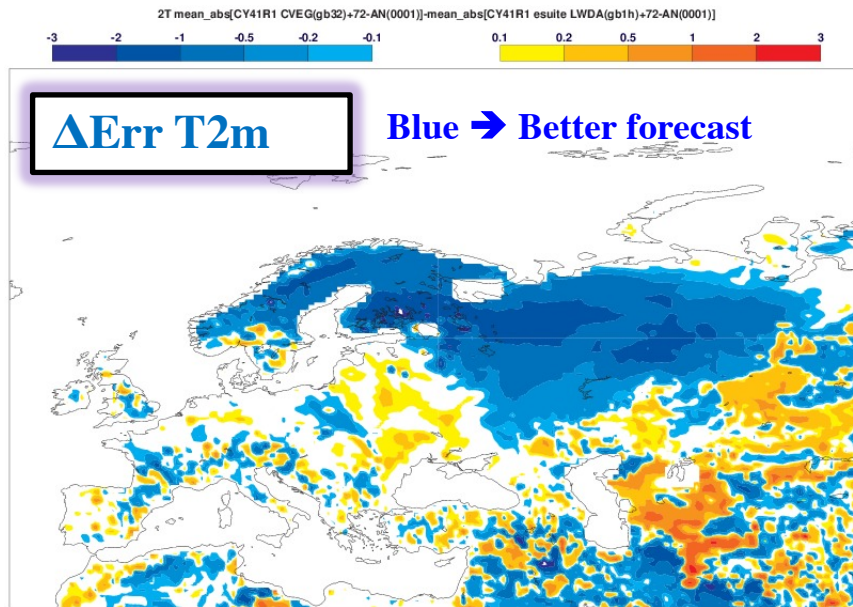 2T mean_abs[CY41R1 CVEG(gb32)+72-AN(0001)]-mean_abs[CY41R1 esuite LWDA(gb1h)+72-AN(0001)]
-3 -2 -1 -0.5 -0.2 -0.1 0.1 0.2 0.5 1 2 3
ΔErr T2m
Blue ➔ Better forecast